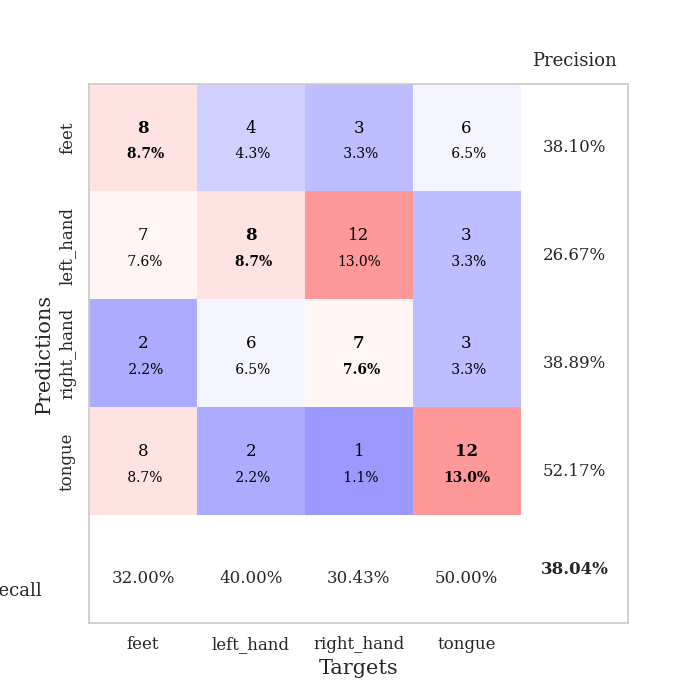 Precision
feet
8 4 3 6
8.7% 4.3% 3.3% 6.5%
38.10%
left_hand
7 8 12 3
7.6% 8.7% 13.0% 3.3%
26.67%
Predictions
right_hand
2 6 7 3
2.2% 6.5% 7.6% 3.3%
38.89%
tongue
8 2 1 12
8.7% 2.2% 1.1% 13.0%
52.17%
ecall
32.00% 40.00% 30.43% 50.00% 38.04%
feet left_hand right_hand tongue
Targets